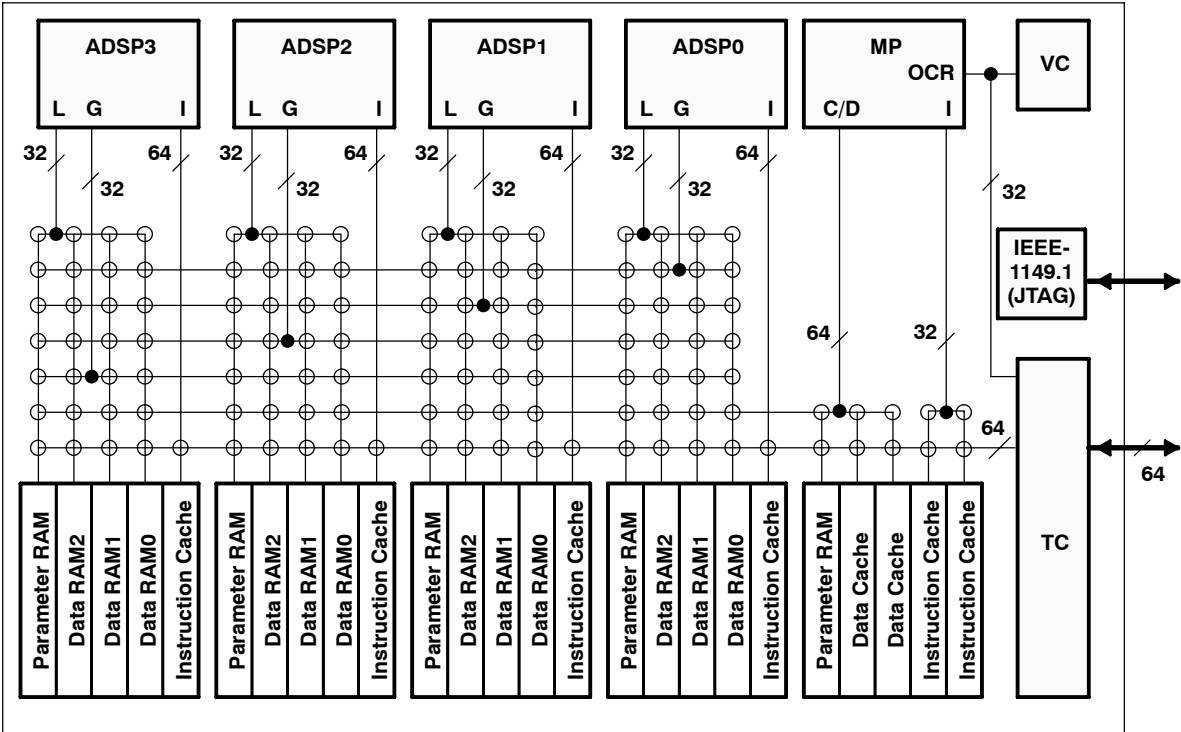 ADSP3
L G I
ADSP2
L G I
ADSP1
L G I
ADSP0
L G I
MP
OCR
C/D I
VC
32 64
32
32 64
32
32 64
32
32 64
32
32
IEEE-
1149.1
(JTAG)
64 32
64
64
TC
Parameter RAM
Data RAM2
Data RAM1
Data RAM0
Instruction Cache
Parameter RAM
Data RAM2
Data RAM1
Data RAM0
Instruction Cache
Parameter RAM
Data RAM2
Data RAM1
Data RAM0
Instruction Cache
Parameter RAM
Data RAM2
Data RAM1
Data RAM0
Instruction Cache
Parameter RAM
Data Cache
Data Cache
Instruction Cache
Instruction Cache